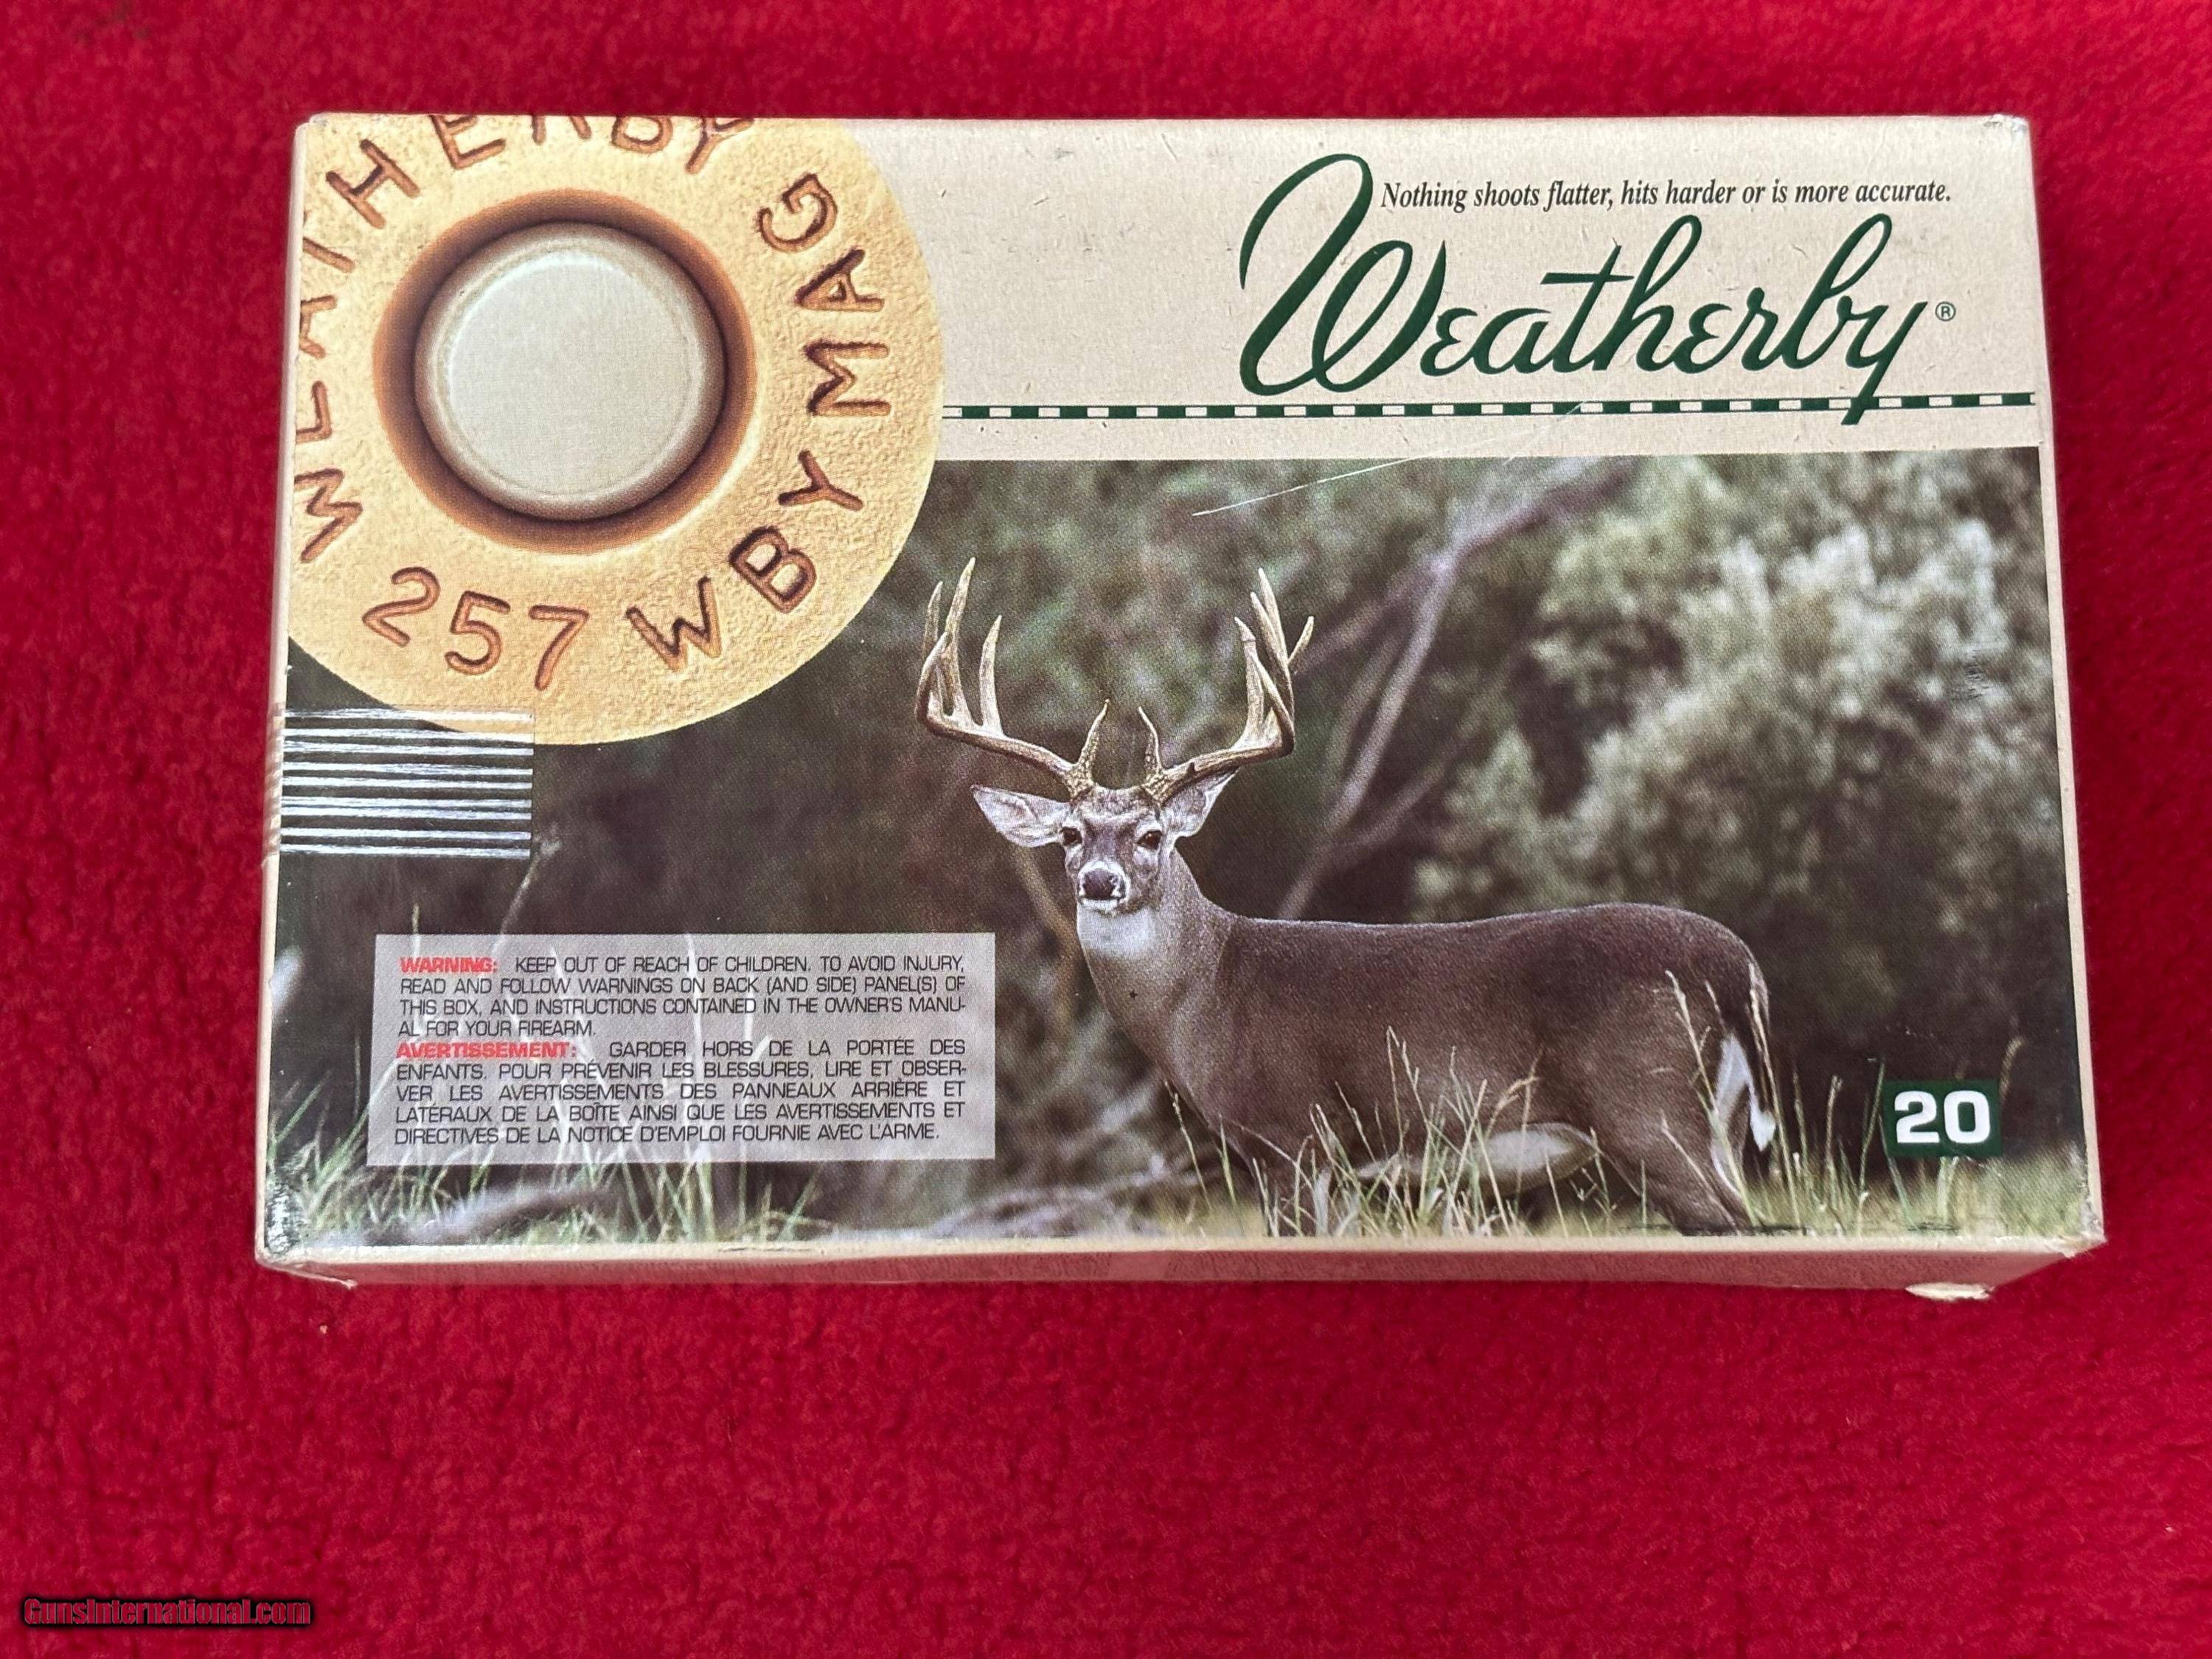 WEATHERBY
257 WBY MAG
Nothing shoots flatter, hits harder or is more accurate.
Weatherby®
WARNING: KEEP OUT OF REACH OF CHILDREN. TO AVOID INJURY,
READ AND FOLLOW WARNINGS ON BACK (AND SIDE) PANEL(S) OF
THIS BOX, AND INSTRUCTIONS CONTAINED IN THE OWNER'S MANU-
AL FOR YOUR FIREARM.
AVERTISSEMENT: GARDER HORS DE LA PORTÉE DES
ENFANTS. POUR PRÉVENIR LES BLESSURES, LIRE ET OBSER-
VER LES AVERTISSEMENTS DES PANNEAUX ARRIÈRE ET
LATÉRAUX DE LA BOÎTE AINSI QUE LES AVERTISSEMENTS ET
DIRECTIVES DE LA NOTICE D'EMPLOI FOURNIE AVEC L'ARME.
20
GunsInternational.com